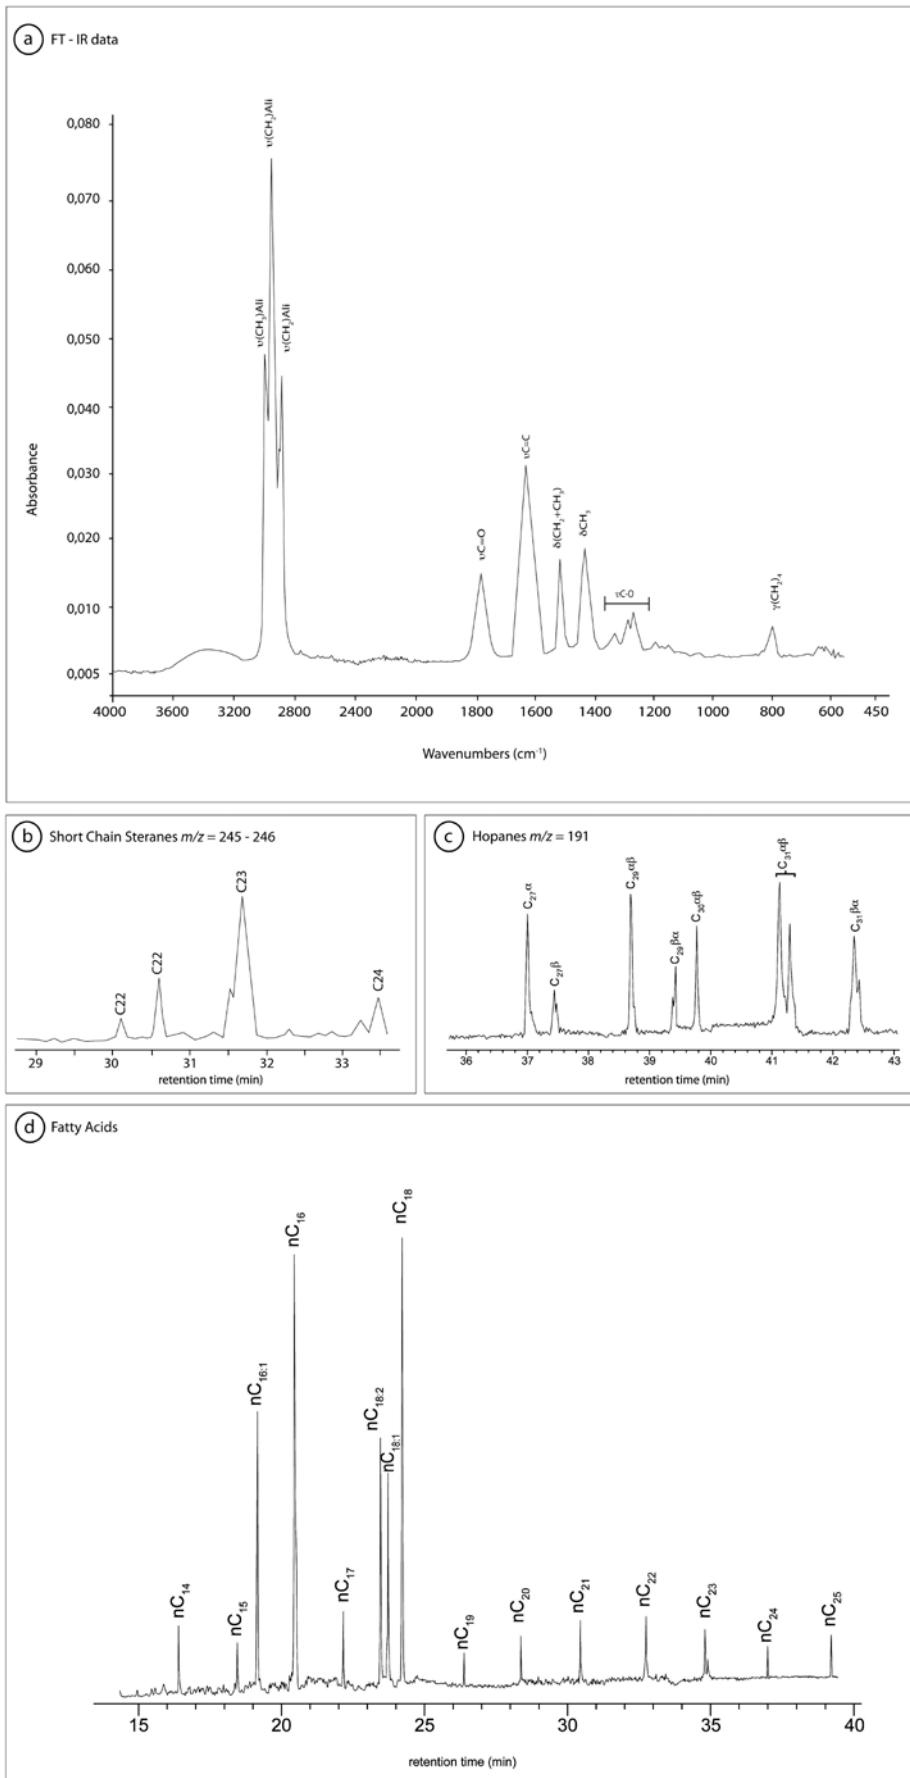 a FT - IR data
υ(CH₂)Ali
υ(CH₃)Ali
υ(CH₂)Ali
υC=O
υC=C
δ(CH₂+CH₃)
δCH₃
υC-O
γ(CH₂)₄
Absorbance
0,080
0,070
0,060
0,050
0,040
0,030
0,020
0,010
0,005
4000 3600 3200 2800 2400 2000 1800 1600 1400 1200 1000 800 600 450
Wavenumbers (cm⁻¹)
b Short Chain Steranes m/z = 245 - 246
C22
C22
C23
C24
29 30 31 32 33
retention time (min)
c Hopanes m/z = 191
C₂₇α
C₂₇β
C₂₉αβ
C₂₉βα
C₃₀αβ
C₃₁αβ
C₃₁βα
36 37 38 39 40 41 42 43
retention time (min)
d Fatty Acids
nC₁₄
nC₁₅
nC₁₆:₁
nC₁₆
nC₁₇
nC₁₈:₂
nC₁₈:₁
nC₁₈
nC₁₉
nC₂₀
nC₂₁
nC₂₂
nC₂₃
nC₂₄
nC₂₅
15 20 25 30 35 40
retention time (min)